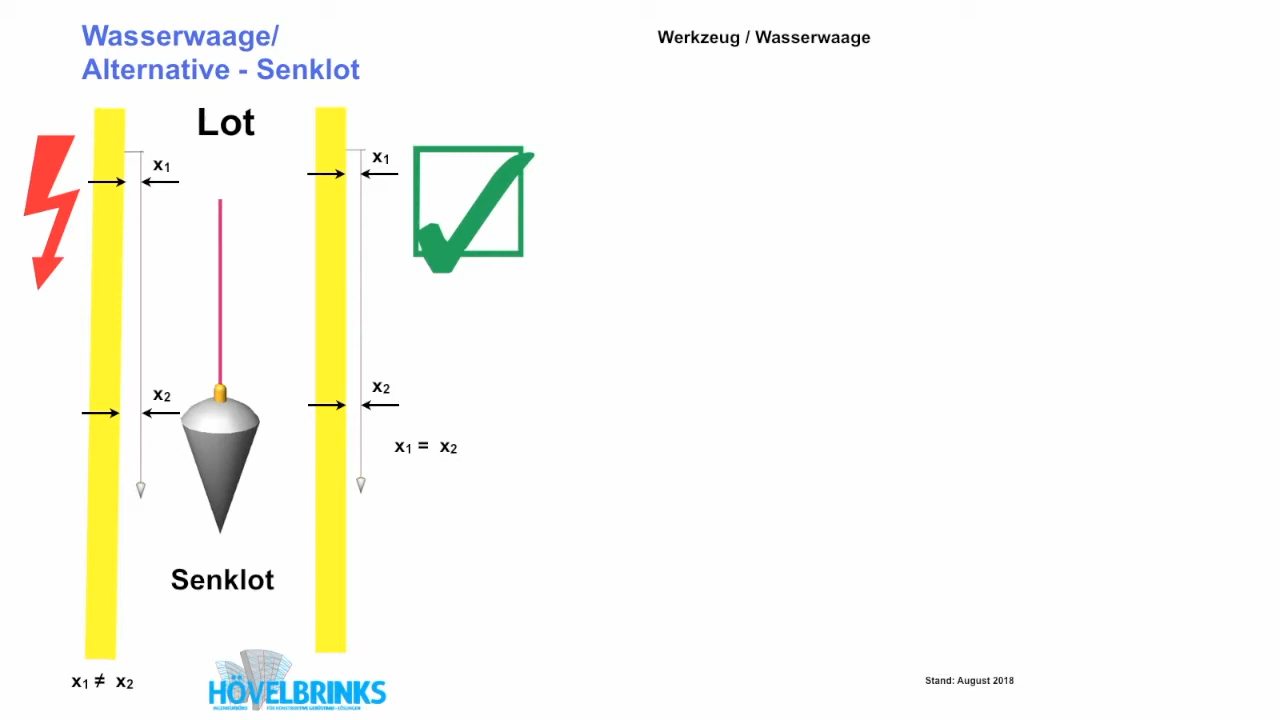 Wasserwaage/
Alternative - Senklot
Werkzeug / Wasserwaage
Lot
x1
x1
x2
x2
x1 = x2
Senklot
x1 ≠ x2
HÖVELBRINKS
Stand: August 2018